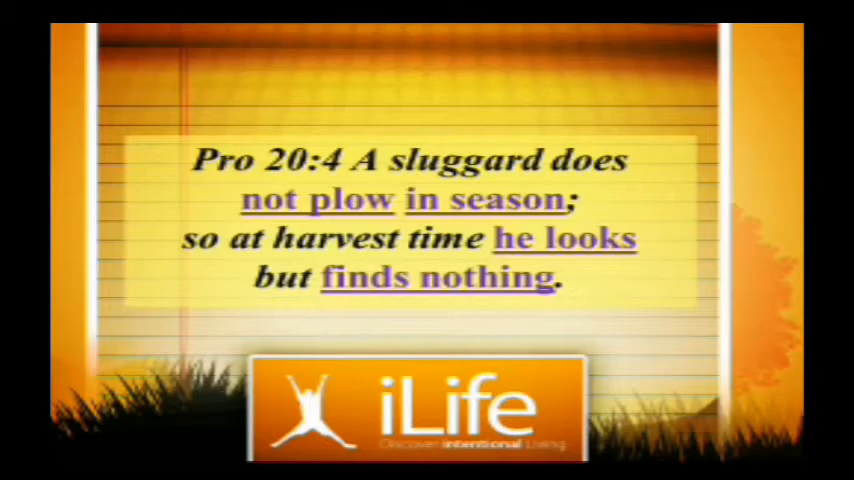 Pro 20:4 A sluggard does
not plow in season;
so at harvest time he looks
but finds nothing.
iLife
Discover intentional Living